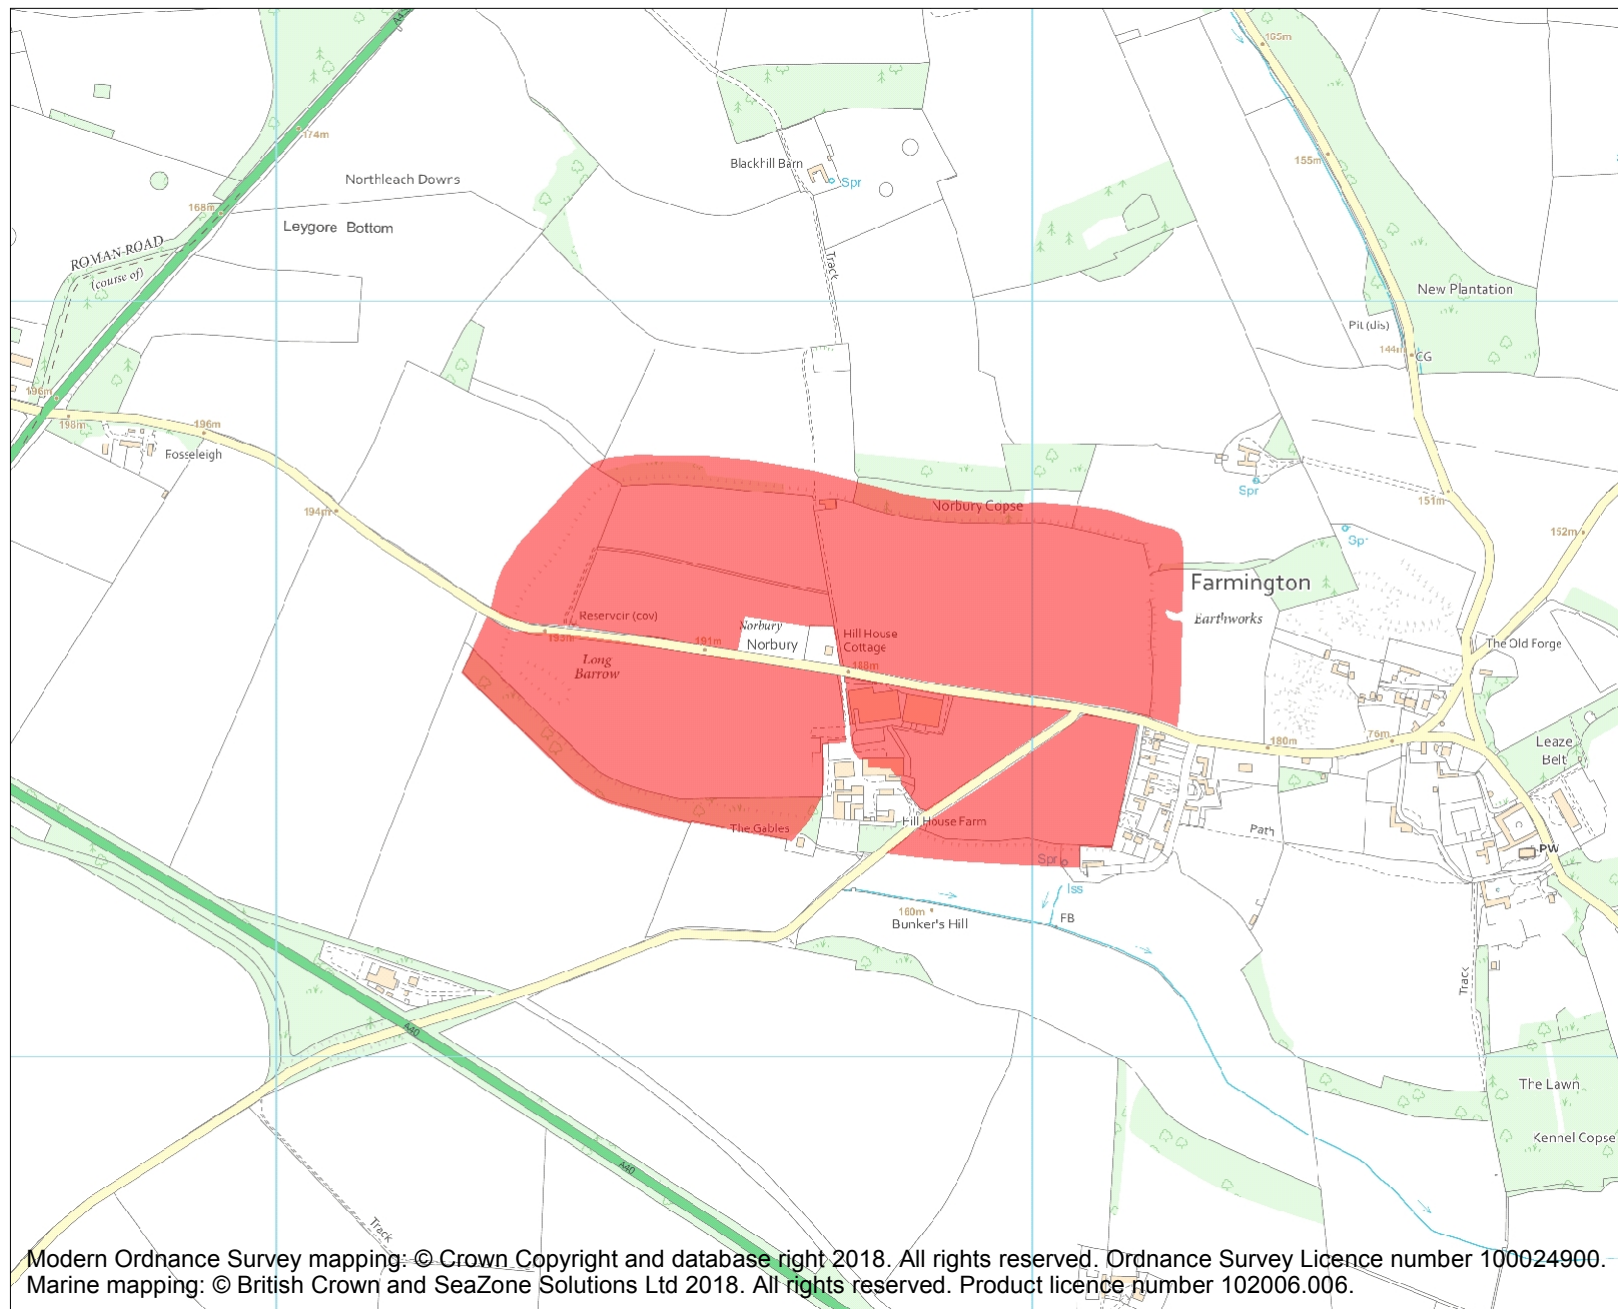 165m
174m
155m
Blackhill Barn
Spr
Northleach Downs
168m
Leygore Bottom
ROMAN ROAD
(course of)
Track
New Plantation
Pit (dis)
144m
CG
196m
198m
196m
Fosseleigh
Spr
151m
194m
Norbury Copse
152m
Farmington
Earthworks
Reservoir (cov)
193m
Norbury
Norbury
191m
Hill House
Cottage
188m
The Old Forge
Long
Barrow
76m
180m
Leaze
Belt
The Gables
Hill House Farm
Path
PW
Spr
Iss
160m
FB
Bunker's Hill
Track
A40
The Lawn
Kennel Copse
A40
Track
Modern Ordnance Survey mapping: © Crown Copyright and database right 2018. All rights reserved. Ordnance Survey Licence number 100024900.
Marine mapping: © British Crown and SeaZone Solutions Ltd 2018. All rights reserved. Product licence number 102006.006.